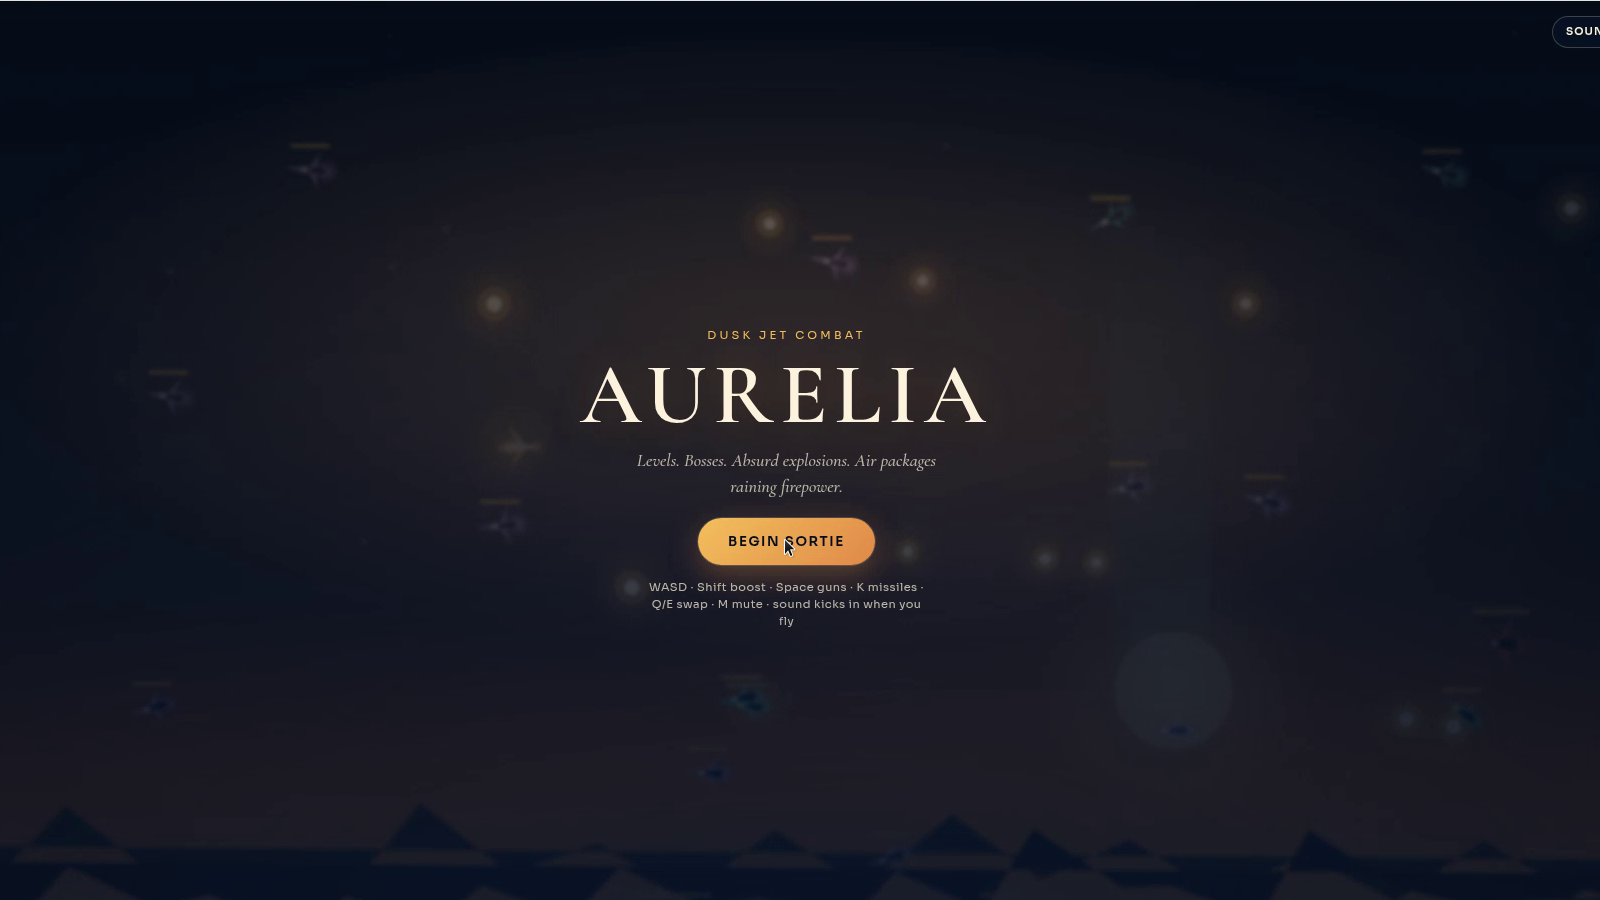 SOUN
DUSK JET COMBAT
AURELIA
Levels. Bosses. Absurd explosions. Air packages
raining firepower.
BEGIN SORTIE
WASD · Shift boost · Space guns · K missiles ·
Q/E swap · M mute · sound kicks in when you
fly